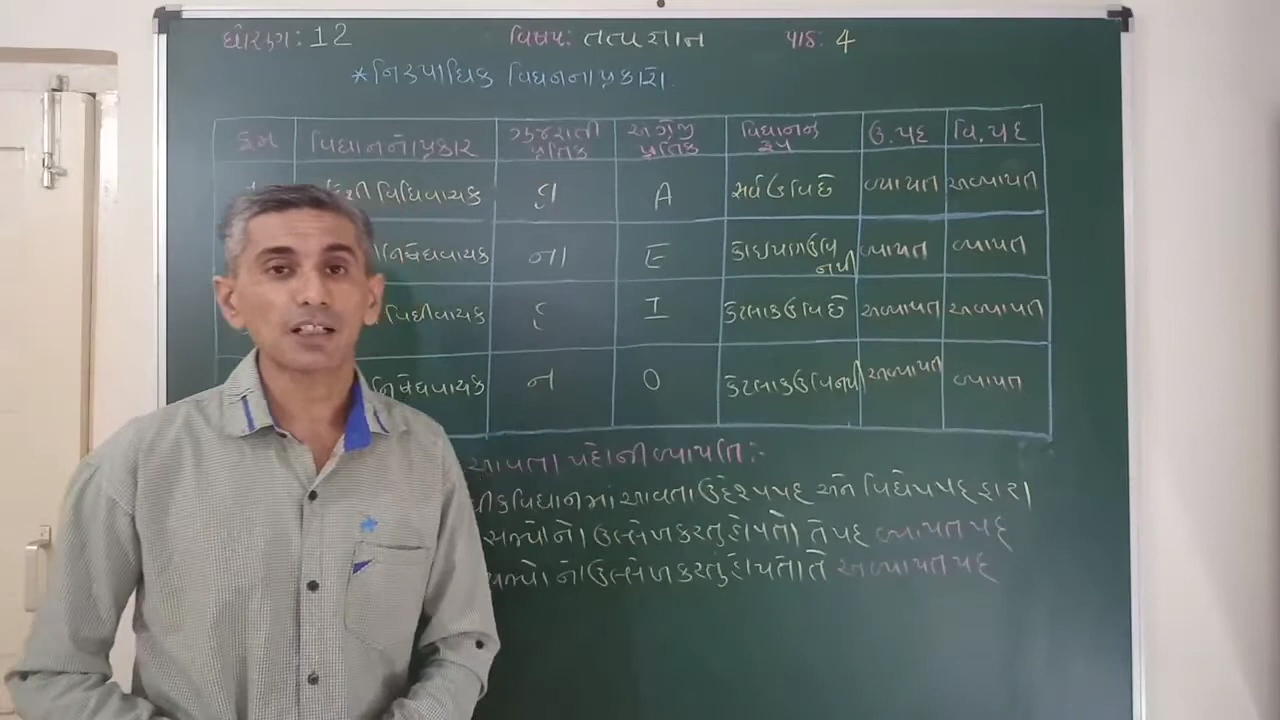 ધોરણ: 12 વિષય: તત્વજ્ઞાન પાઠ: 4
* નિરૂપાધિક વિધાનના પ્રકારો.
ક્રમ વિધાનનો પ્રકાર ગુજરાતી પ્રતિક અંગ્રેજી પ્રતિક વિધાનનું રૂપ ઉ.પદ વિ.પદ
વિધિવાચક A સર્વ ઉ વિ છે વ્યાપ્ત અવ્યાપ્ત
નિષેધવાચક ના E કોઇપણ ઉ વિ નથી વ્યાપ્ત વ્યાપ્ત
વિધીવાચક I કેટલાક ઉ વિ છે અવ્યાપ્ત અવ્યાપ્ત
નિષેધવાચક ન O કેટલાક ઉ વિ નથી અવ્યાપ્ત વ્યાપ્ત
આવતા પદોની વ્યાપ્તિ :-
વિધાનમાં આવતા ઉદેશ્યપદ અને વિધેયપદ દ્વારા
સભ્યોનો ઉલ્લેખ કરતું હોય તો તે પદ વ્યાપ્ત પદ
સભ્યોનો ઉલ્લેખ કરતું હોય તો તે અવ્યાપ્ત પદ